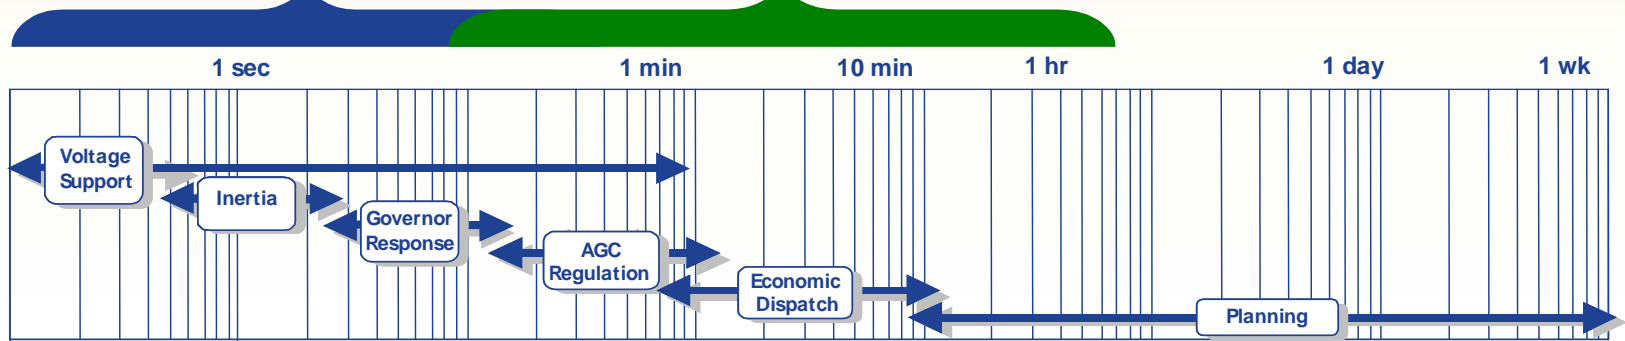 1 sec
1 min
10 min
1 hr
1 day
1 wk
Voltage
Support
Inertia
Governor
Response
AGC
Regulation
Economic
Dispatch
Planning